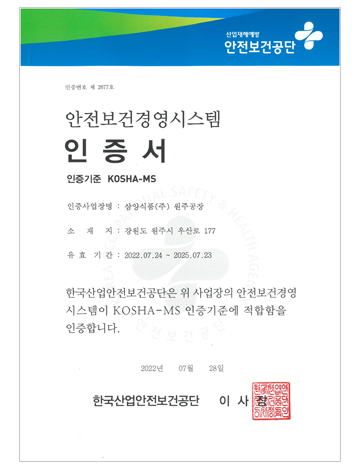 산업재해예방
안전보건공단
인증번호 제 2677호
안전보건경영시스템
인 증 서
인증기준 KOSHA-MS
인증사업장명 : 삼양식품(주) 원주공장
소 재 지 : 강원도 원주시 우산로 177
유 효 기 간 : 2022.07.24 ~ 2025.07.23
한국산업안전보건공단은 위 사업장의 안전보건경영
시스템이 KOSHA-MS 인증기준에 적합함을
인증합니다.
2022년 07월 28일
한국산업안전보건공단 이 사 장